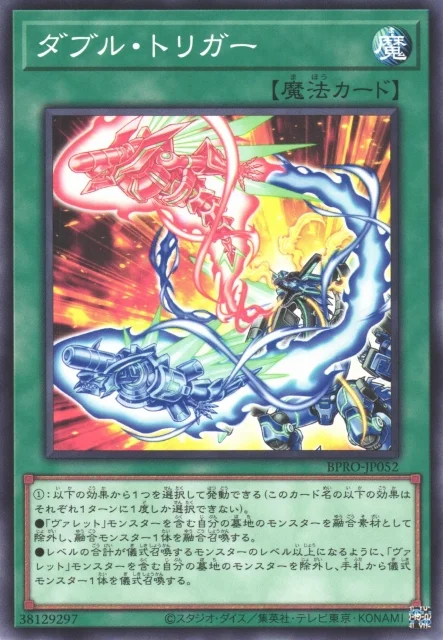 ダブル・トリガー
魔
【魔法カード】
BPRO-JP052
①：以下の効果から1つを選択して発動できる(このカード名の以下の効果は
それぞれ1ターンに1度しか選択できない)。
●「ヴァレット」モンスターを含む自分の墓地のモンスターを融合素材として
除外し、融合モンスター1体を融合召喚する。
●レベルの合計が儀式召喚するモンスターのレベル以上になるように、「ヴァ
レット」モンスターを含む自分の墓地のモンスターを除外し、手札から儀式
モンスター1体を儀式召喚する。
38129297
©スタジオ・ダイス／集英社・テレビ東京・KONAMI